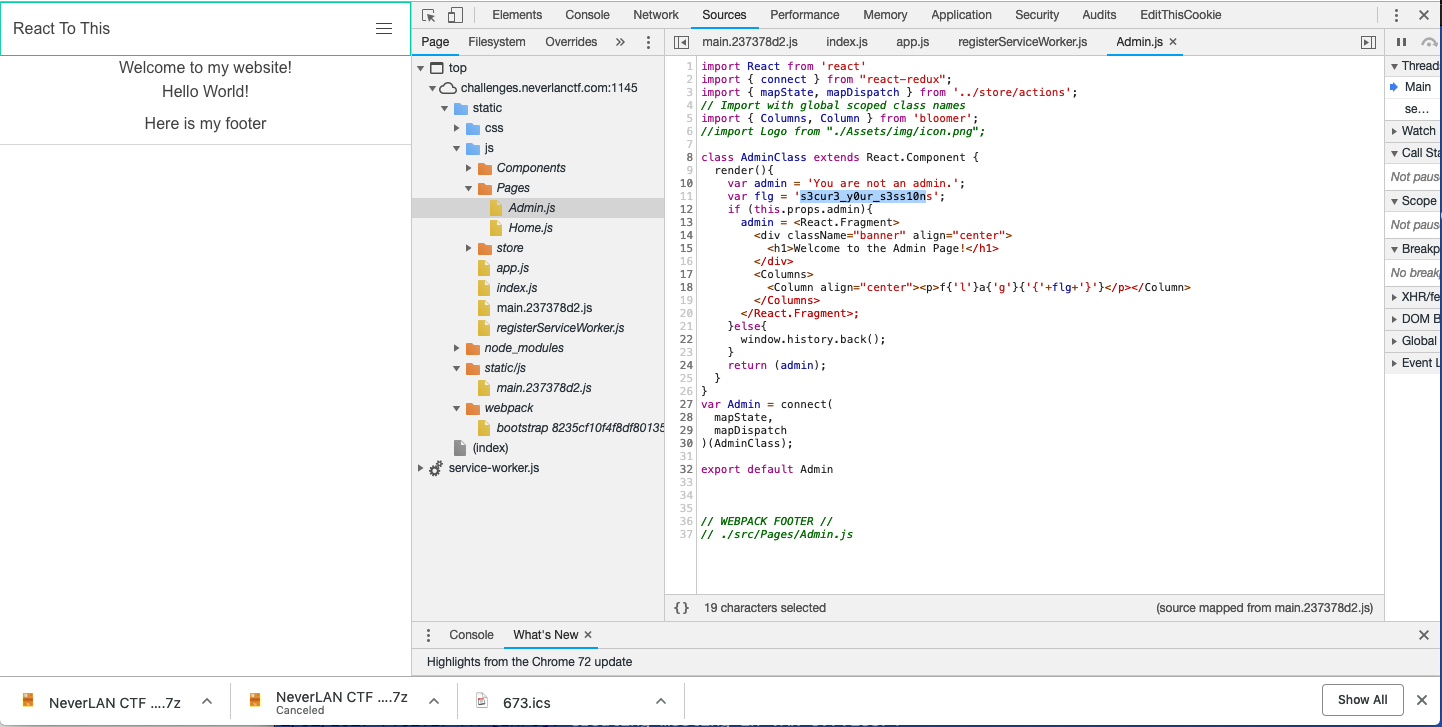 React To This
Welcome to my website!
Hello World!
Here is my footer
Elements Console Network Sources Performance Memory Application Security Audits EditThisCookie
Page Filesystem Overrides »
main.237378d2.js index.js app.js registerServiceWorker.js Admin.js ×
top
challenges.neverlanctf.com:1145
static
css
js
Components
Pages
Admin.js
Home.js
store
app.js
index.js
main.237378d2.js
registerServiceWorker.js
node_modules
static/js
main.237378d2.js
webpack
bootstrap 8235cf10f4f8df80135
(index)
service-worker.js
1 import React from 'react'
2 import { connect } from "react-redux";
3 import { mapState, mapDispatch } from '../store/actions';
4 // Import with global scoped class names
5 import { Columns, Column } from 'bloomer';
6 //import Logo from "./Assets/img/icon.png";
7
8 class AdminClass extends React.Component {
9 render(){
10 var admin = 'You are not an admin.';
11 var flg = 's3cur3_y0ur_s3ss10ns';
12 if (this.props.admin){
13 admin = <React.Fragment>
14 <div className="banner" align="center">
15 <h1>Welcome to the Admin Page!</h1>
16 </div>
17 <Columns>
18 <Column align="center"><p>f{'l'}a{'g'}{'{'+flg+'}'}</p></Column>
19 </Columns>
20 </React.Fragment>;
21 }else{
22 window.history.back();
23 }
24 return (admin);
25 }
26 }
27 var Admin = connect(
28 mapState,
29 mapDispatch
30 )(AdminClass);
31
32 export default Admin
33
34
35
36 // WEBPACK FOOTER //
37 // ./src/Pages/Admin.js
{} 19 characters selected (source mapped from main.237378d2.js)
Thread
Main
se...
Watch
Call Sta
Not paus
Scope
Not paus
Breakp
No break
XHR/fe
DOM B
Global
Event L
Console What's New ×
Highlights from the Chrome 72 update
NeverLAN CTF ....7z
NeverLAN CTF ....7z
Canceled
673.ics
Show All